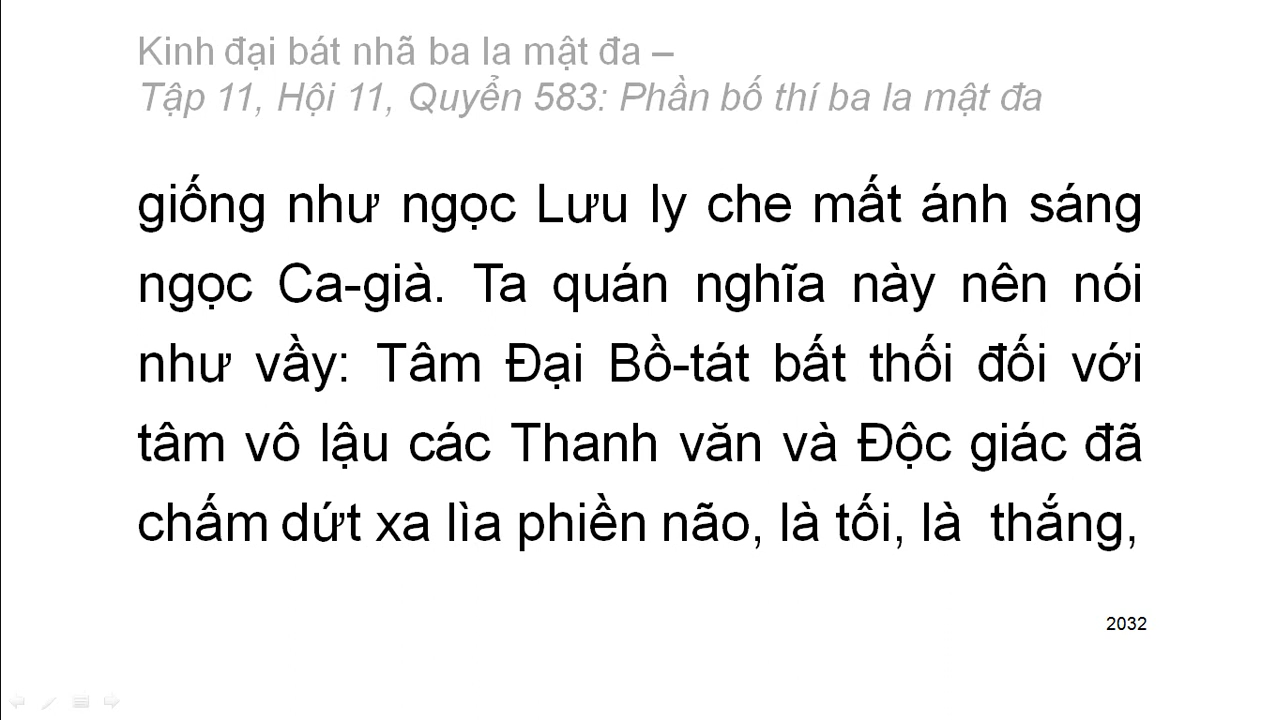 Kinh đại bát nhã ba la mật đa –
Tập 11, Hội 11, Quyển 583: Phần bố thí ba la mật đa
giống như ngọc Lưu ly che mất ánh sáng
ngọc Ca-già. Ta quán nghĩa này nên nói
như vầy: Tâm Đại Bồ-tát bất thối đối với
tâm vô lậu các Thanh văn và Độc giác đã
chấm dứt xa lìa phiền não, là tối, là thắng,
2032